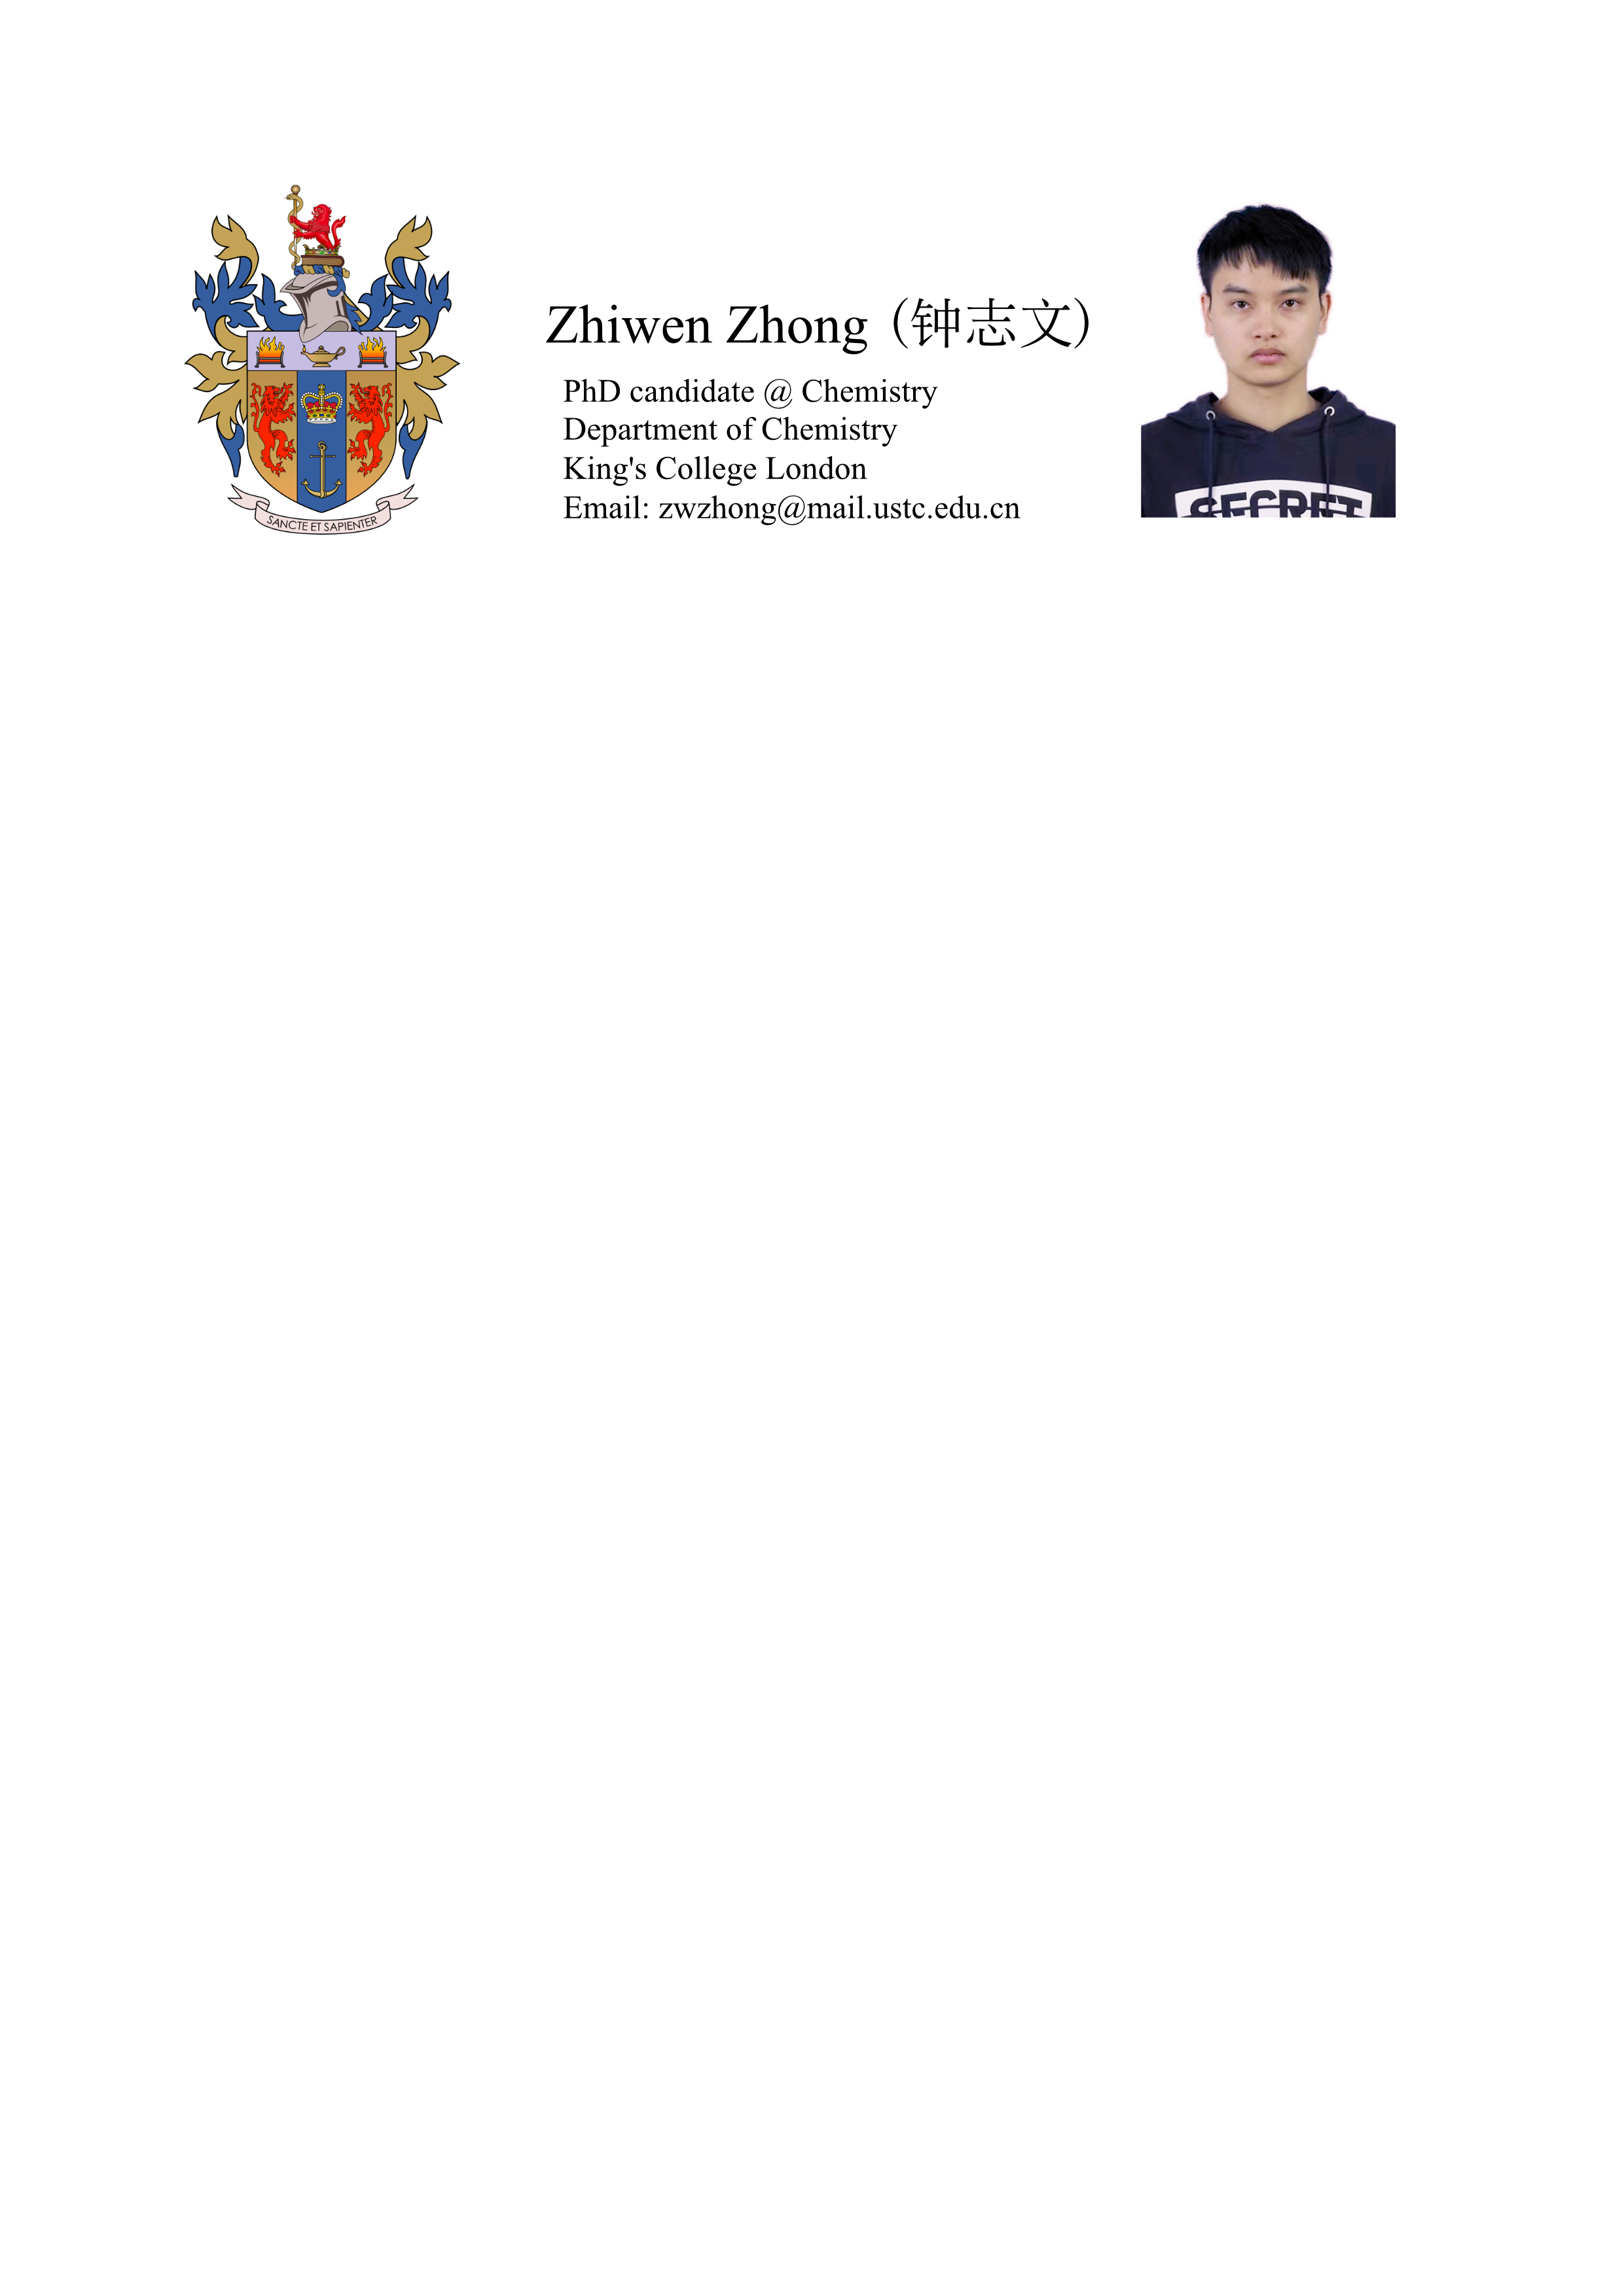 SANCTE ET SAPIENTER
Zhiwen Zhong (钟志文)
PhD candidate @ Chemistry
Department of Chemistry
King's College London
Email: zwzhong@mail.ustc.edu.cn
SECRET